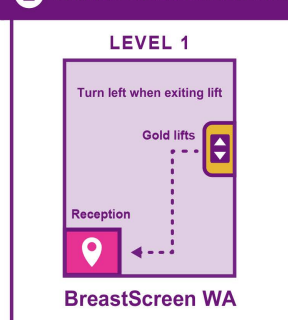 LEVEL 1
Turn left when exiting lift
Gold lifts
Reception
BreastScreen WA